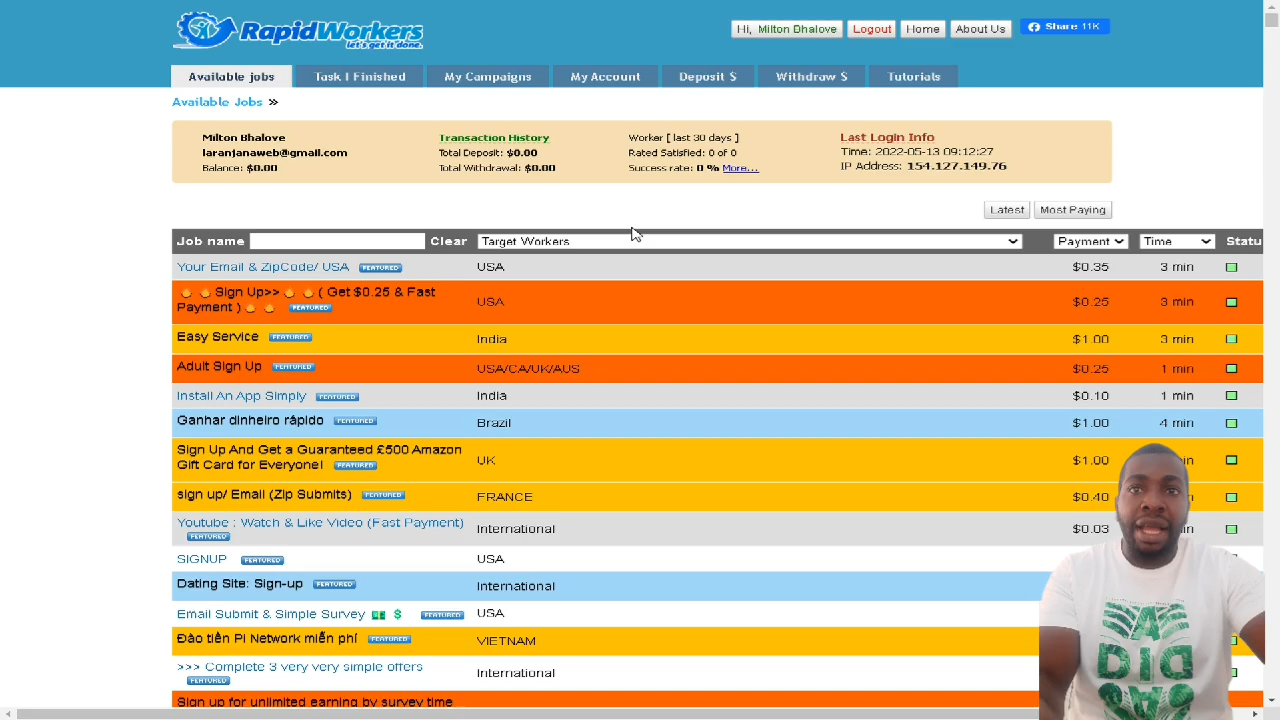 RapidWorkers
let's get it done.
Hi, Milton Bhalove
Logout
Home
About Us
Share 11K
Available jobs
Task I Finished
My Campaigns
My Account
Deposit $
Withdraw $
Tutorials
Available Jobs »
Milton Bhalove
laranjanaweb@gmail.com
Balance: $0.00
Transaction History
Total Deposit: $0.00
Total Withdrawal: $0.00
Worker [ last 30 days ]
Rated Satisfied: 0 of 0
Success rate: 0 % More...
Last Login Info
Time: 2022-05-13 09:12:27
IP Address: 154.127.149.76
Latest
Most Paying
Job name Clear Target Workers Payment Time Statu
Your Email & ZipCode/ USA FEATURED USA $0.35 3 min
Sign Up>> ( Get $0.25 & Fast
Payment ) FEATURED USA $0.25 3 min
Easy Service FEATURED India $1.00 3 min
Adult Sign Up FEATURED USA/CA/UK/AUS $0.25 1 min
Install An App Simply FEATURED India $0.10 1 min
Ganhar dinheiro rápido FEATURED Brazil $1.00 4 min
Sign Up And Get a Guaranteed £500 Amazon
Gift Card for Everyone! FEATURED UK $1.00 in
sign up/ Email (Zip Submits) FEATURED FRANCE $0.40
Youtube : Watch & Like Video (Fast Payment)
FEATURED International $0.03 in
SIGNUP FEATURED USA
Dating Site: Sign-up FEATURED International
Email Submit & Simple Survey $ FEATURED USA
Đào tiền Pi Network miễn phí FEATURED VIETNAM
>>> Complete 3 very very simple offers
FEATURED International
Sign up for unlimited earning by survey time